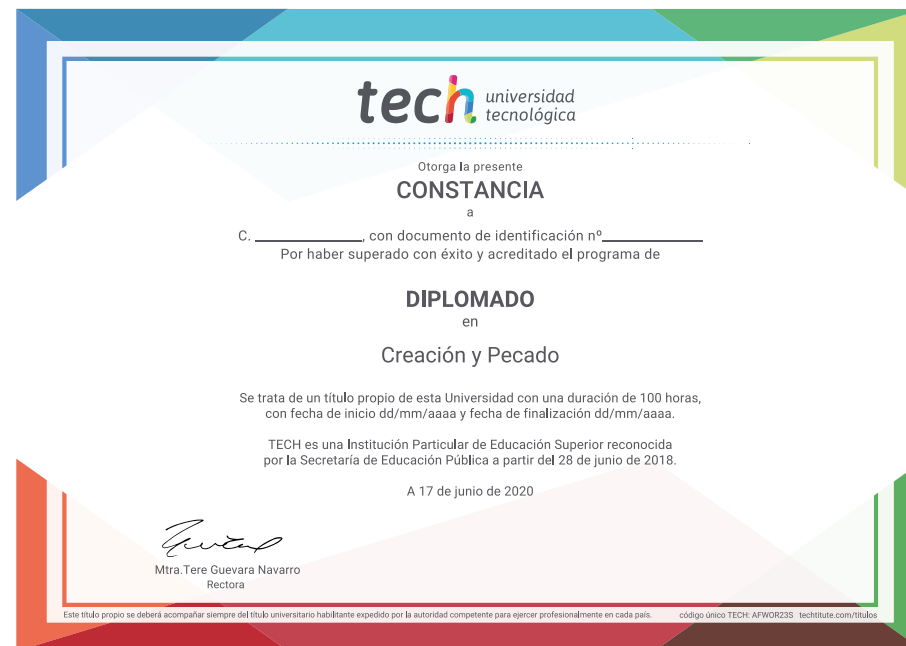 tech universidad
tecnológica
Otorga la presente
CONSTANCIA
a
C. ____________, con documento de identificación nº____________
Por haber superado con éxito y acreditado el programa de
DIPLOMADO
en
Creación y Pecado
Se trata de un título propio de esta Universidad con una duración de 100 horas,
con fecha de inicio dd/mm/aaaa y fecha de finalización dd/mm/aaaa.
TECH es una Institución Particular de Educación Superior reconocida
por la Secretaría de Educación Pública a partir del 28 de junio de 2018.
A 17 de junio de 2020
Mtra.Tere Guevara Navarro
Rectora
Este título propio se deberá acompañar siempre del título universitario habilitante expedido por la autoridad competente para ejercer profesionalmente en cada país. código único TECH: AFWOR23S techtitute.com/titulos